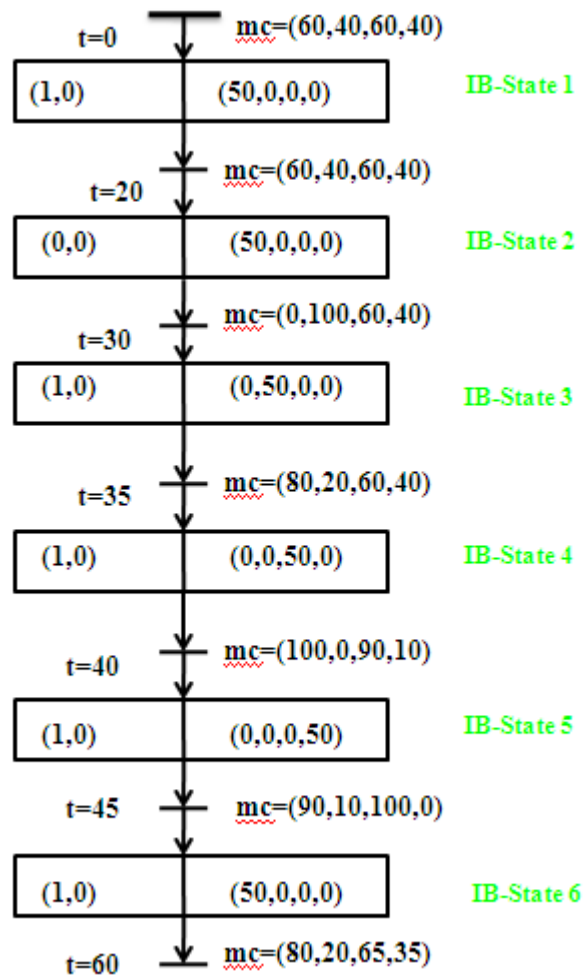 t=0 mc=(60,40,60,40)
(1,0) (50,0,0,0) IB-State 1
mc=(60,40,60,40)
t=20
(0,0) (50,0,0,0) IB-State 2
mc=(0,100,60,40)
t=30
(1,0) (0,50,0,0) IB-State 3
mc=(80,20,60,40)
t=35
(1,0) (0,0,50,0) IB-State 4
mc=(100,0,90,10)
t=40
(1,0) (0,0,0,50) IB-State 5
t=45 mc=(90,10,100,0)
(1,0) (50,0,0,0) IB-State 6
t=60 mc=(80,20,65,35)